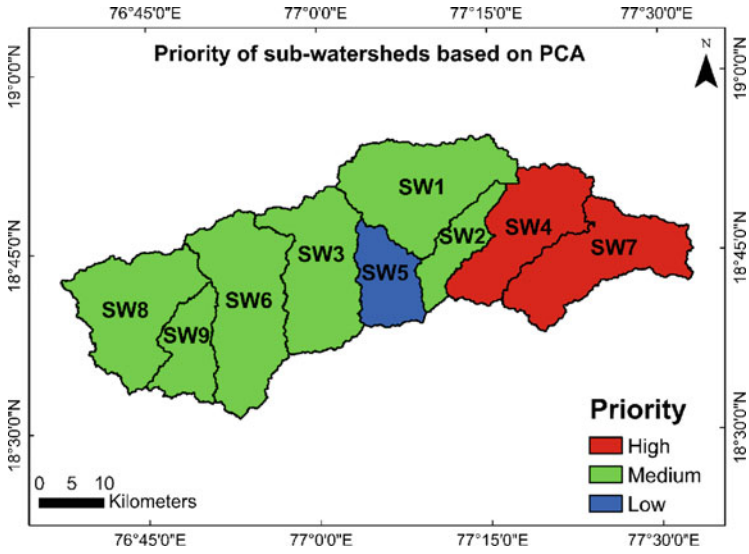 76°45'0"E 77°0'0"E 77°15'0"E 77°30'0"E
Priority of sub-watersheds based on PCA
N
19°0'0"N
19°0'0"N
SW1
SW2
SW4
SW3
SW7
18°45'0"N
18°45'0"N
SW5
SW6
SW8
SW9
Priority
High
Medium
Low
18°30'0"N
18°30'0"N
0 5 10
Kilometers
76°45'0"E 77°0'0"E 77°15'0"E 77°30'0"E